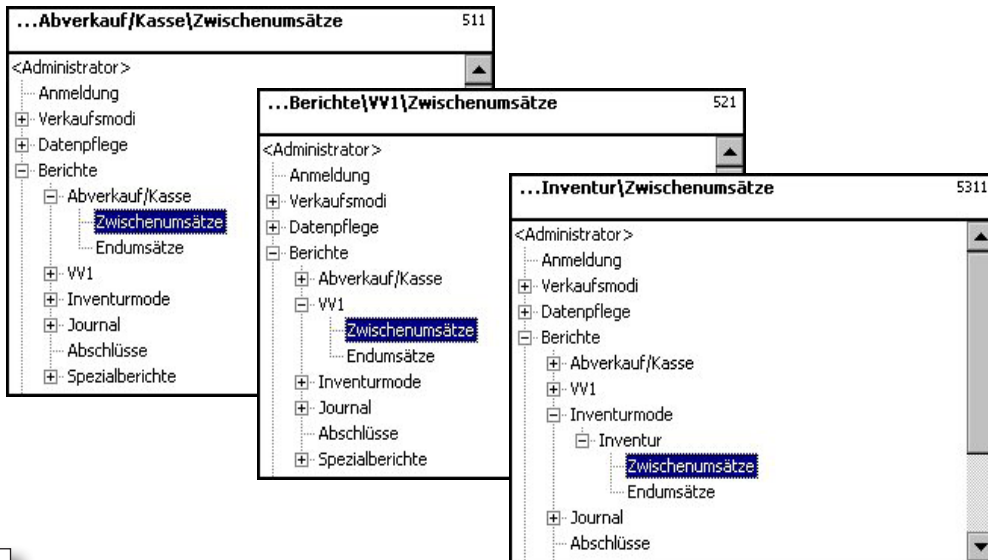 ...Abverkauf/Kasse\Zwischenumsätze 511
<Administrator>
Anmeldung
Verkaufsmodi
Datenpflege
Berichte
Abverkauf/Kasse
Zwischenumsätze
Endumsätze
VV1
Inventurmode
Journal
Abschlüsse
Spezialberichte
...Berichte\VV1\Zwischenumsätze 521
<Administrator>
Anmeldung
Verkaufsmodi
Datenpflege
Berichte
Abverkauf/Kasse
VV1
Zwischenumsätze
Endumsätze
Inventurmode
Journal
Abschlüsse
Spezialberichte
...Inventur\Zwischenumsätze 5311
<Administrator>
Anmeldung
Verkaufsmodi
Datenpflege
Berichte
Abverkauf/Kasse
VV1
Inventurmode
Inventur
Zwischenumsätze
Endumsätze
Journal
Abschlüsse